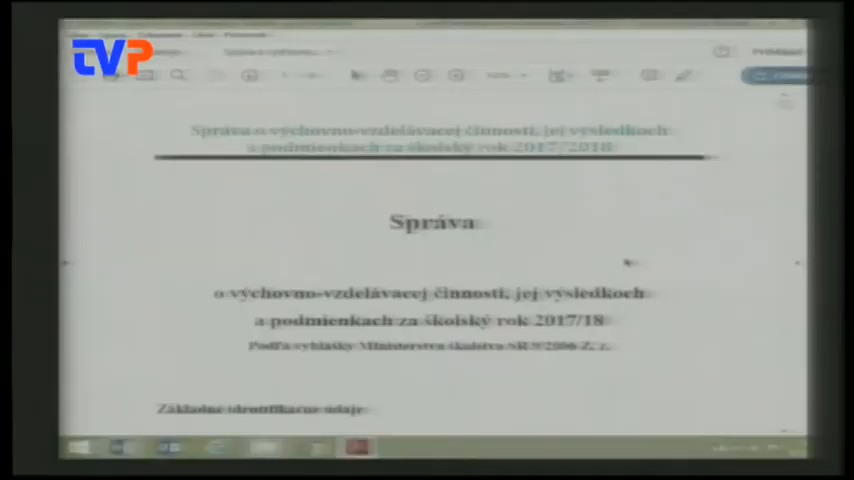 TVP
Správa o výchovno-vzdelávacej činnosti, jej výsledkoch
a podmienkach za školský rok 2017/2018
Správa
o výchovno-vzdelávacej činnosti, jej výsledkoch
a podmienkach za školský rok 2017/18
Podľa vyhlášky Ministerstva školstva SR 9/2006 Z. z.
Základné identifikačné údaje